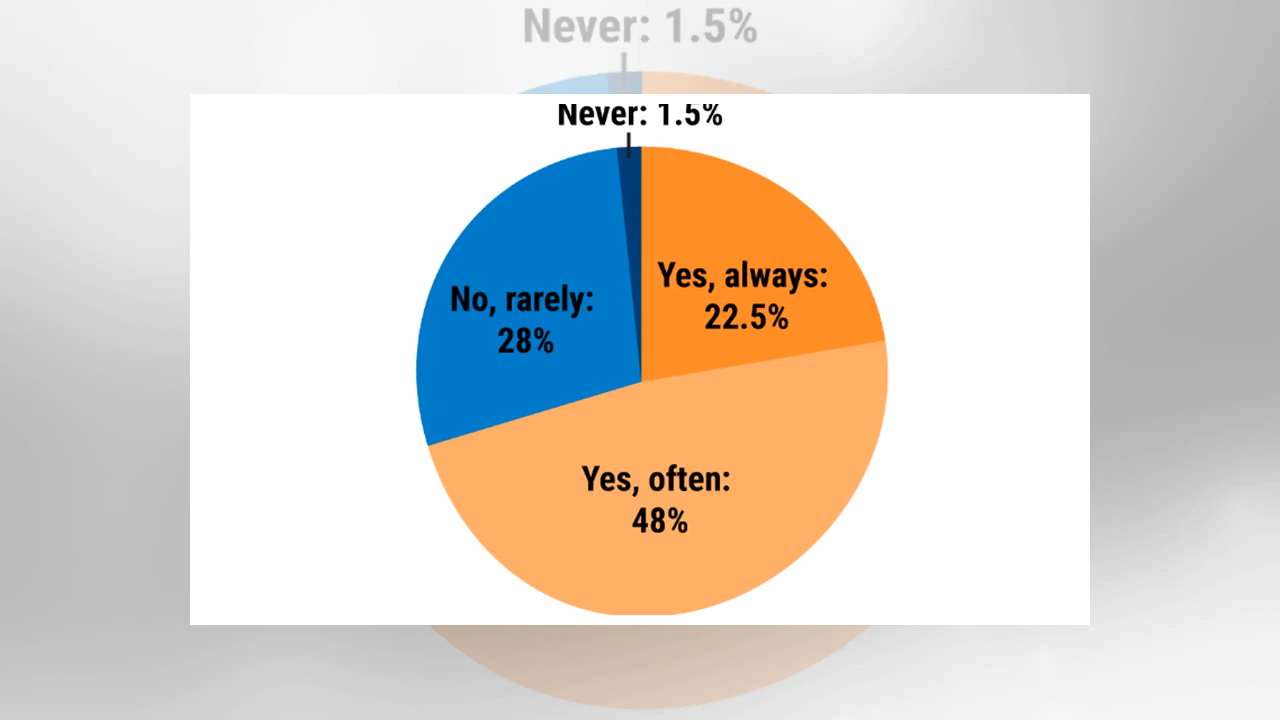 Never: 1.5%
Never: 1.5%
Yes, always:
22.5%
No, rarely:
28%
Yes, often:
48%